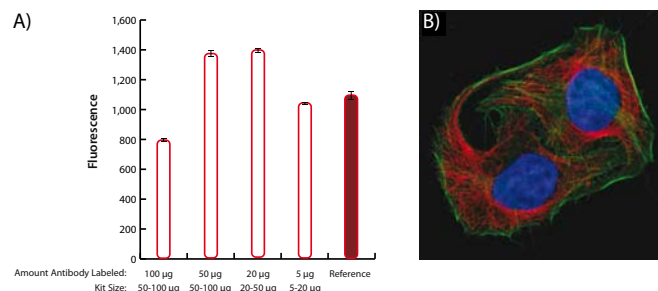 A)
B)
1,600
1,400
1,200
1,000
800
600
400
200
0
Fluorescence
Amount Antibody Labeled: 100 µg 50 µg 20 µg 5 µg Reference
Kit Size: 50-100 µg 50-100 µg 20-50 µg 5-20 µg